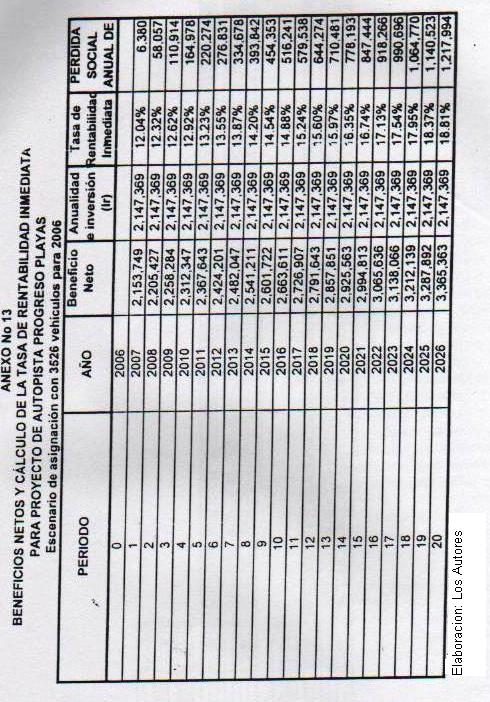 ANEXO No 13
BENEFICIOS NETOS Y CÁLCULO DE LA TASA DE RENTABILIDAD INMEDIATA
PARA PROYECTO DE AUTOPISTA PROGRESO PLAYAS
Escenario de asignación con 3526 vehículos para 2006
PERIODO AÑO Beneficio Neto Anualidad e inversión (Ir) Tasa de Rentabilidad Inmediata PERDIDA SOCIAL ANUAL DE
0 2006
1 2007 2,153,749 2,147,369 12.04% 6,380
2 2008 2,205,427 2,147,369 12.32% 58,057
3 2009 2,258,284 2,147,369 12.62% 110,914
4 2010 2,312,347 2,147,369 12.92% 164,978
5 2011 2,367,643 2,147,369 13.23% 220,274
6 2012 2,424,201 2,147,369 13.55% 276,831
7 2013 2,482,047 2,147,369 13.87% 334,678
8 2014 2,541,211 2,147,369 14.20% 393,842
9 2015 2,601,722 2,147,369 14.54% 454,353
10 2016 2,663,611 2,147,369 14.88% 516,241
11 2017 2,726,907 2,147,369 15.24% 579,538
12 2018 2,791,643 2,147,369 15.60% 644,274
13 2019 2,857,851 2,147,369 15.97% 710,481
14 2020 2,925,563 2,147,369 16.35% 778,193
15 2021 2,994,813 2,147,369 16.74% 847,444
16 2022 3,065,636 2,147,369 17.13% 918,266
17 2023 3,138,066 2,147,369 17.54% 990,696
18 2024 3,212,139 2,147,369 17.95% 1,064,770
19 2025 3,287,892 2,147,369 18.37% 1,140,523
20 2026 3,365,363 2,147,369 18.81% 1,217,994
Elaboracion: Los Autores